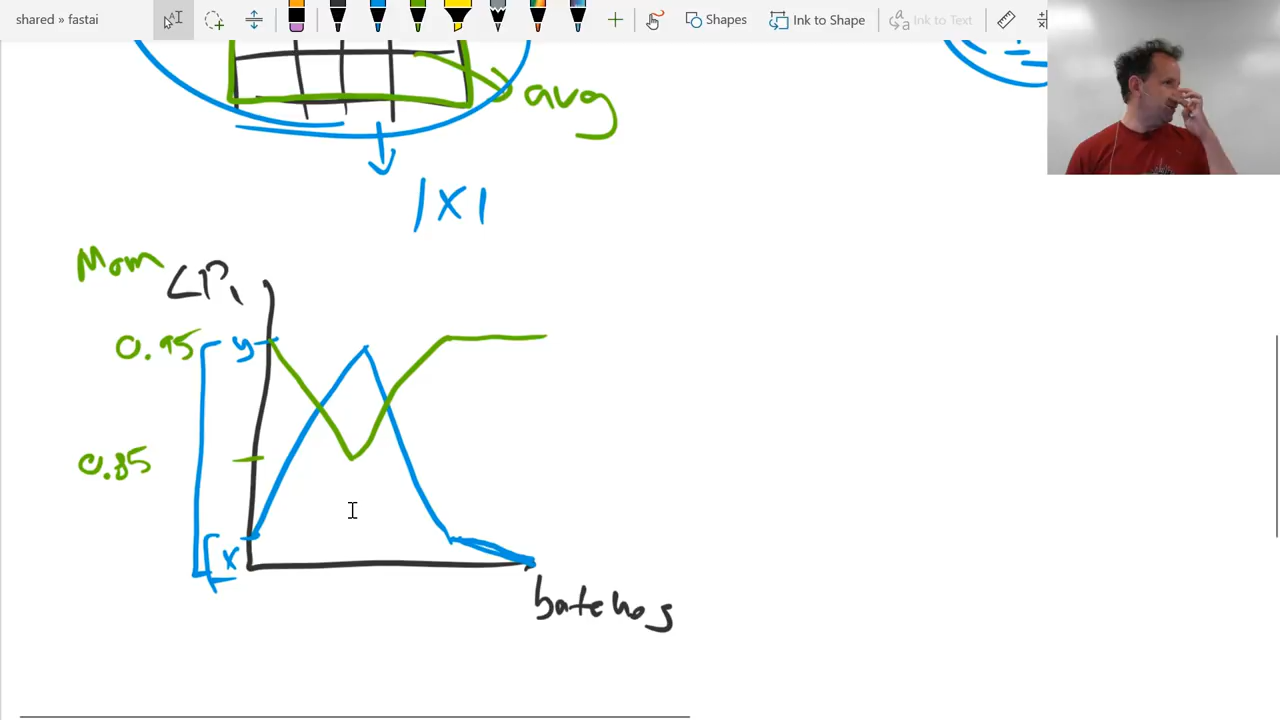 shared » fastai
Shapes
Ink to Shape
Ink to Text
avg
1x1
Mom
LR
0.95
y
0.85
x
batches